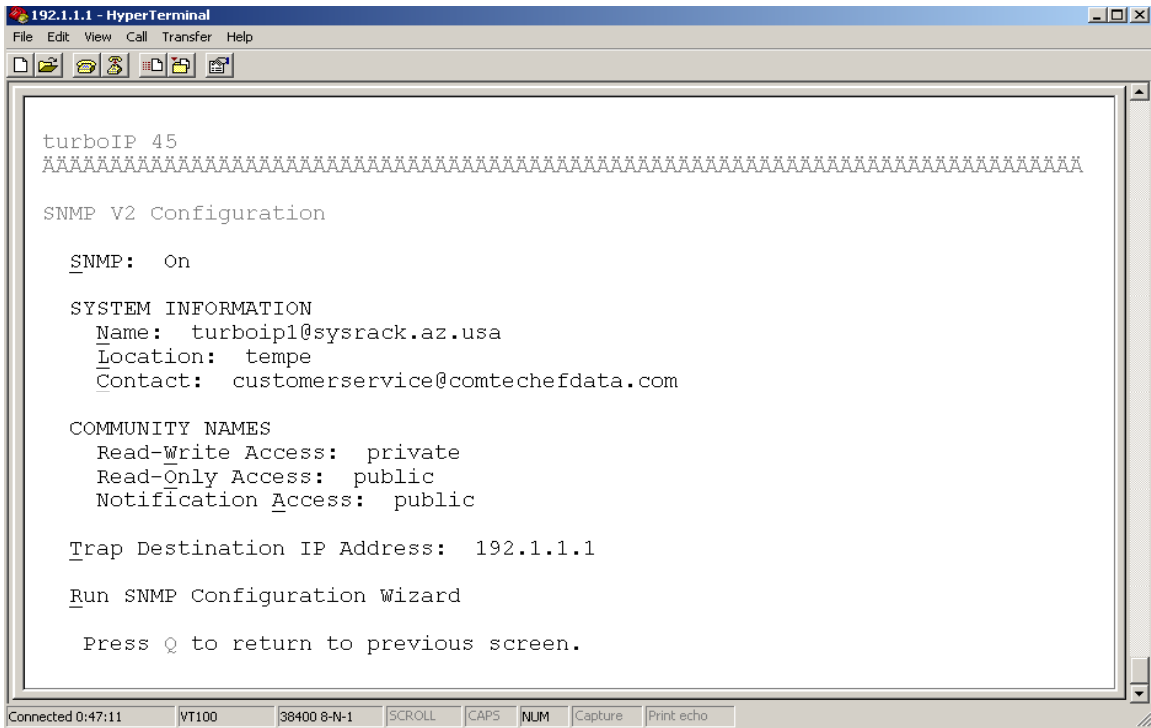 192.1.1.1 - HyperTerminal
File Edit View Call Transfer Help
turboIP 45
ÄÄÄÄÄÄÄÄÄÄÄÄÄÄÄÄÄÄÄÄÄÄÄÄÄÄÄÄÄÄÄÄÄÄÄÄÄÄÄÄÄÄÄÄÄÄÄÄÄÄÄÄÄÄÄÄÄÄÄÄÄÄÄÄÄÄÄÄÄÄÄÄÄÄÄÄÄ
SNMP V2 Configuration
SNMP: On
SYSTEM INFORMATION
Name: turboip1@sysrack.az.usa
Location: tempe
Contact: customerservice@comtechefdata.com
COMMUNITY NAMES
Read-Write Access: private
Read-Only Access: public
Notification Access: public
Trap Destination IP Address: 192.1.1.1
Run SNMP Configuration Wizard
Press Q to return to previous screen.
Connected 0:47:11 VT100 38400 8-N-1 SCROLL CAPS NUM Capture Print echo